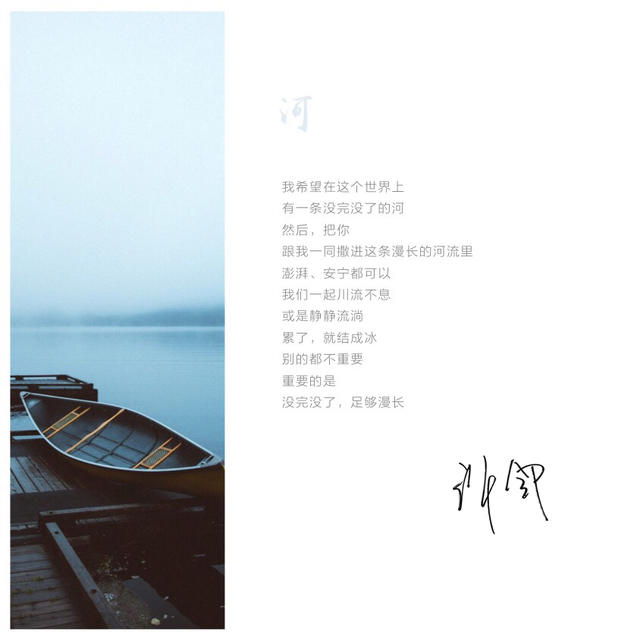 河
我希望在这个世界上
有一条没完没了的河
然后，把你
跟我一同撒进这条漫长的河流里
澎湃、安宁都可以
我们一起川流不息
或是静静流淌
累了，就结成冰
别的都不重要
重要的是
没完没了，足够漫长